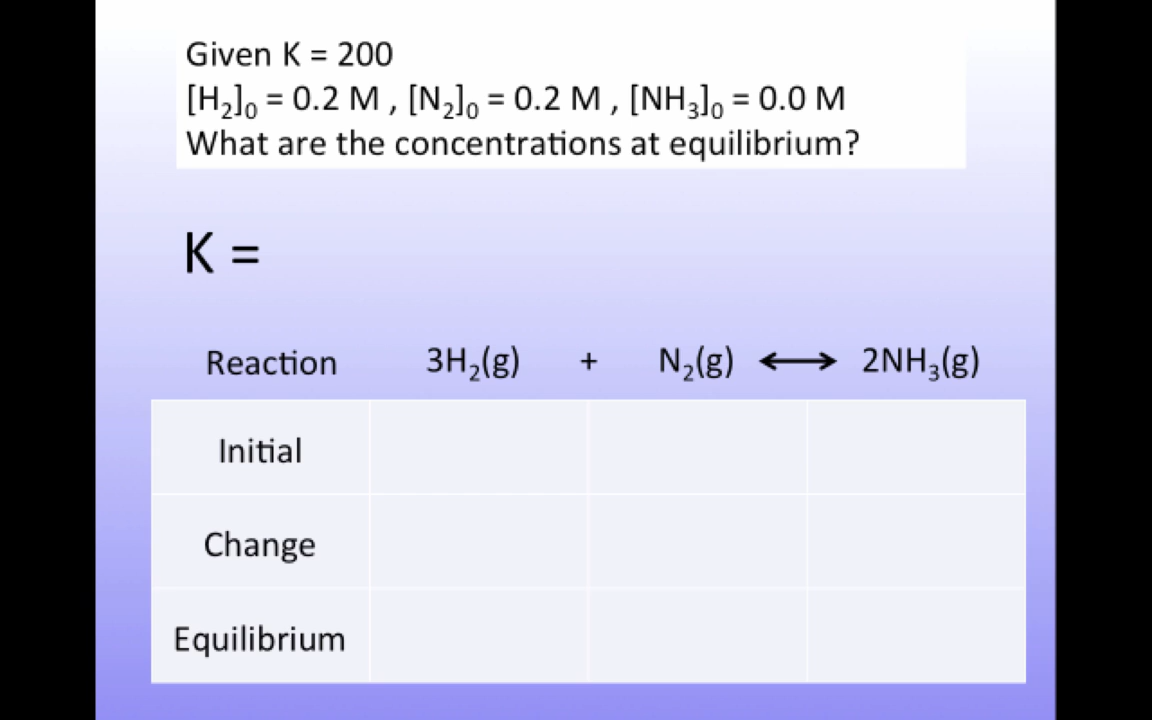 Given K = 200
[H₂]₀ = 0.2 M , [N₂]₀ = 0.2 M , [NH₃]₀ = 0.0 M
What are the concentrations at equilibrium?
K =
Reaction 3H₂(g) + N₂(g) ⟷ 2NH₃(g)
Initial
Change
Equilibrium